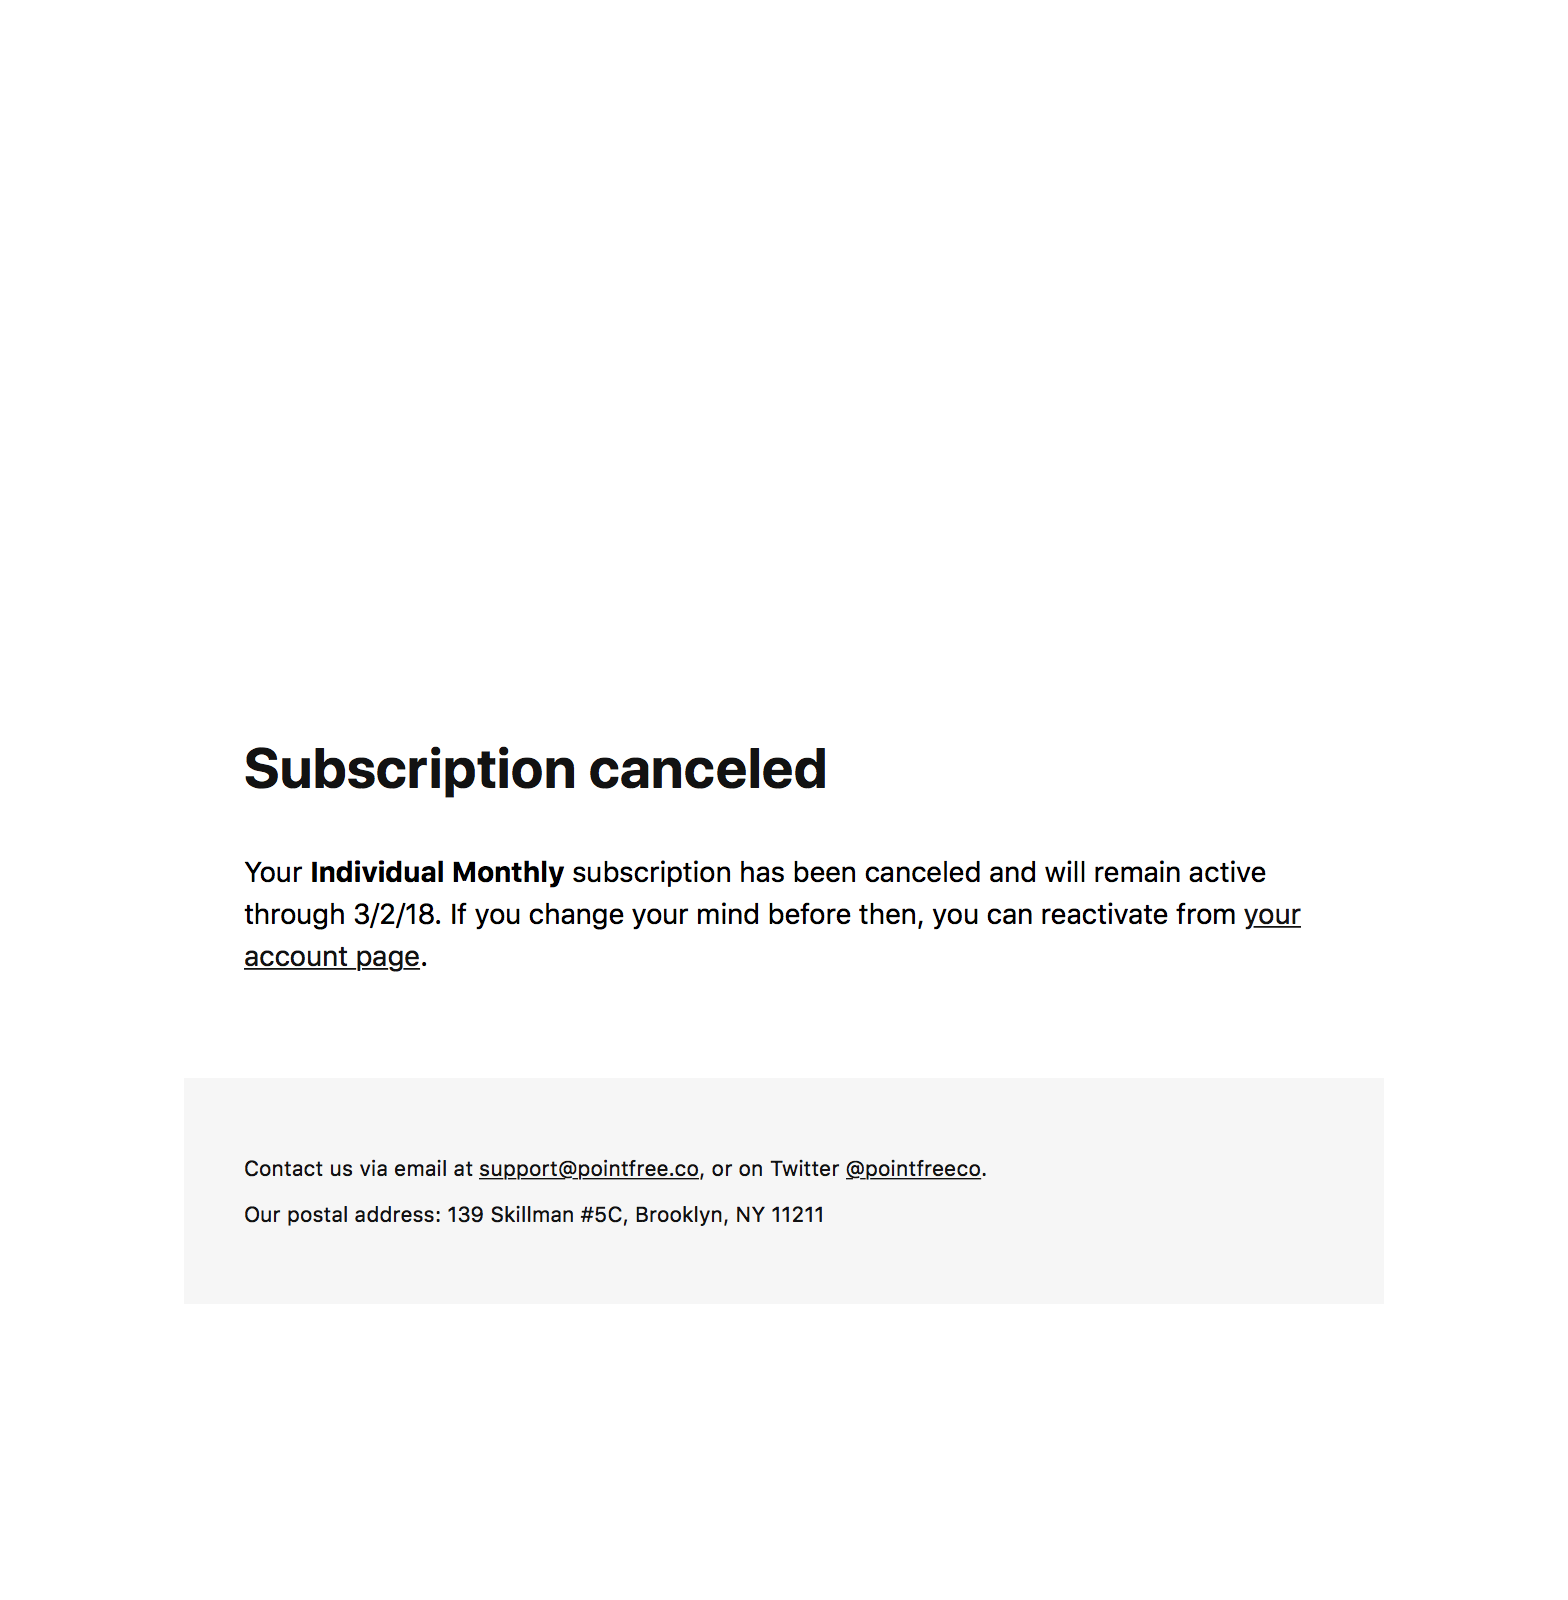 Subscription canceled
Your Individual Monthly subscription has been canceled and will remain active
through 3/2/18. If you change your mind before then, you can reactivate from your
account page.
Contact us via email at support@pointfree.co, or on Twitter @pointfreeco.
Our postal address: 139 Skillman #5C, Brooklyn, NY 11211